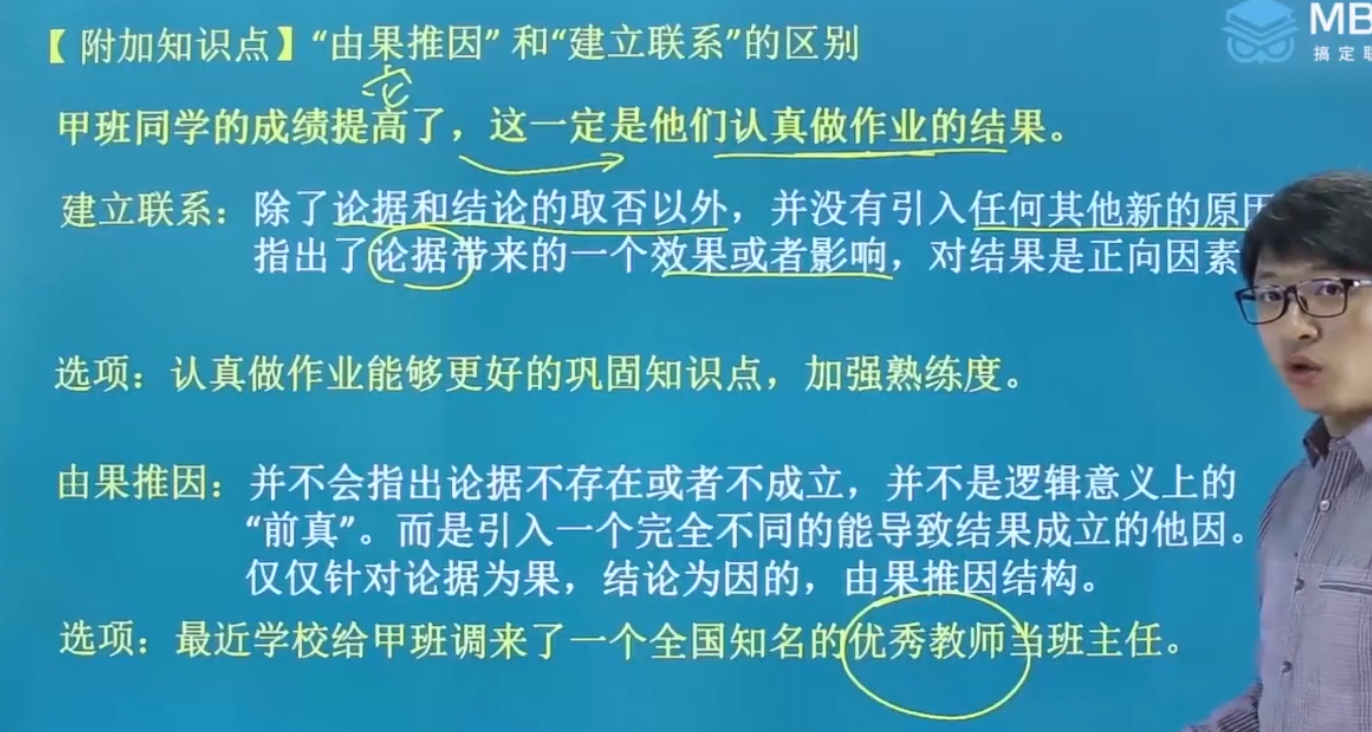 【附加知识点】“由果推因” 和“建立联系”的区别
MB
搞定联
它
甲班同学的成绩提高了，这一定是他们认真做作业的结果。
建立联系：除了论据和结论的取否以外，并没有引入任何其他新的原因
指出了论据带来的一个效果或者影响，对结果是正向因素
选项：认真做作业能够更好的巩固知识点，加强熟练度。
由果推因：并不会指出论据不存在或者不成立，并不是逻辑意义上的
“前真”。而是引入一个完全不同的能导致结果成立的他因。
仅仅针对论据为果，结论为因的，由果推因结构。
选项：最近学校给甲班调来了一个全国知名的优秀教师当班主任。